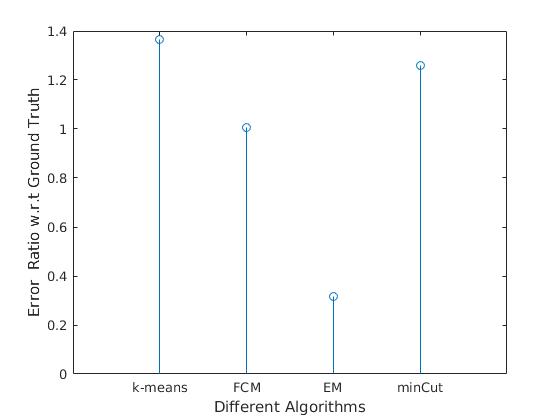 1.4
1.2
1
0.8
0.6
0.4
0.2
0
Error  Ratio w.r.t Ground Truth
k-means FCM EM minCut
Different Algorithms